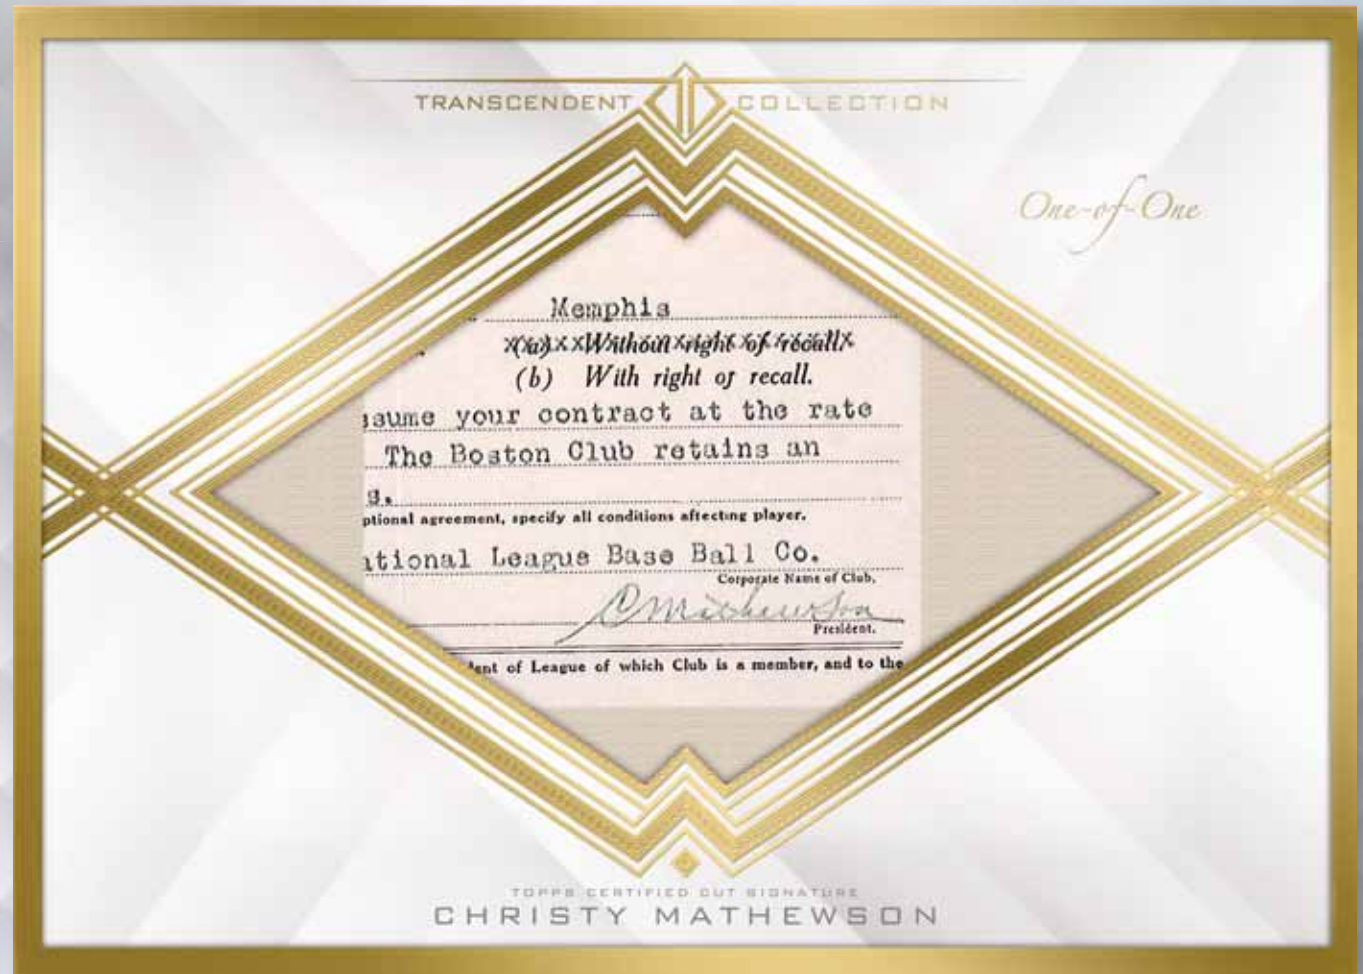 TRANSCENDENT COLLECTION
One-of-One
Memphis
(a) Without right of recall
(b) With right of recall.
ssume your contract at the rate
The Boston Club retains an
s.
ptional agreement, specify all conditions affecting player.
ational League Base Ball Co.
Corporate Name of Club.
C Mathewson
President.
ent of League of which Club is a member, and to the
TOPPS CERTIFIED CUT SIGNATURE
CHRISTY MATHEWSON